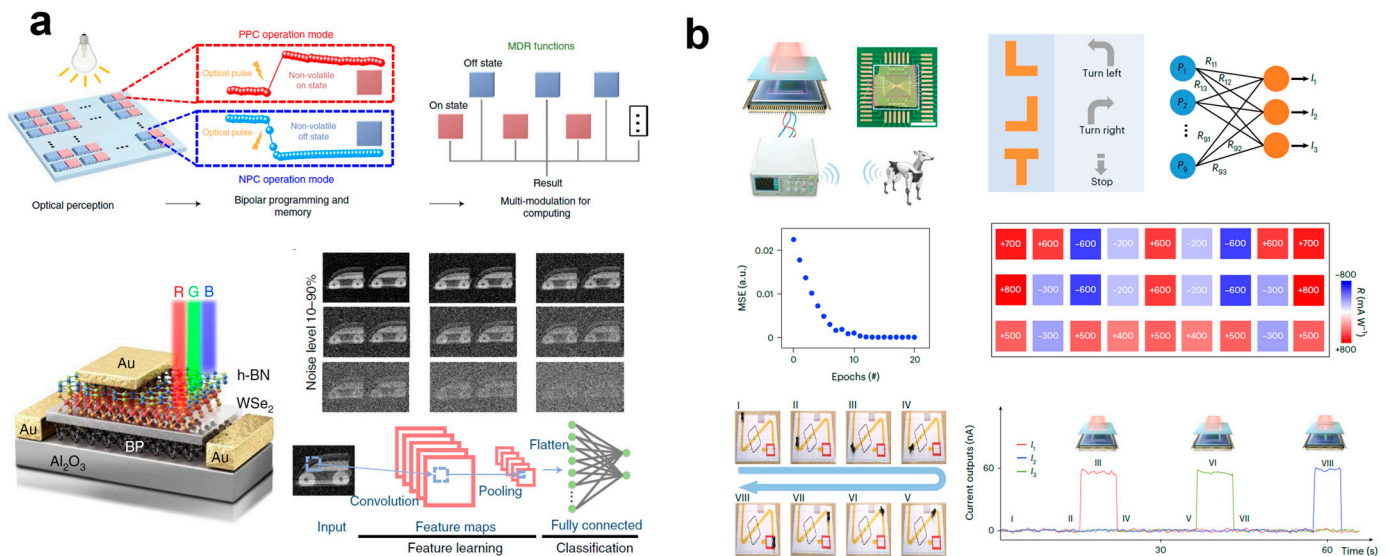 a
PPC operation mode
Optical pulse
Non-volatile
on state
Optical pulse
Non-volatile
off state
NPC operation mode
MDR functions
Off state
On state
Result
Optical perception
Bipolar programming and
memory
Multi-modulation for
computing
R G B
Au
h-BN
WSe₂
Au
BP
Au
Al₂O₃
Noise level 10–90%
Flatten
Convolution
Pooling
Input
Feature maps
Fully connected
Feature learning
Classification
b
Turn left
Turn right
Stop
P₁
P₂
P₉
R₁₁
R₁₂
R₁₃
R₉₁
R₉₂
R₉₃
I₁
I₂
I₃
MSE (a.u.)
0.02
0.01
0
0 10 20
Epochs (#)
+700 +600 −600 −200 +600 −200 −600 +600 +700
+800 −300 −600 −200 +600 −200 −600 −300 +800
+500 −300 +500 +400 +500 +400 +500 −300 +500
−800
R (mA W⁻¹)
+800
I II III IV
VIII VII VI V
Current outputs (nA)
60
0
I₁
I₂
I₃
III VI VIII
I II IV V VII
30 60 Time (s)